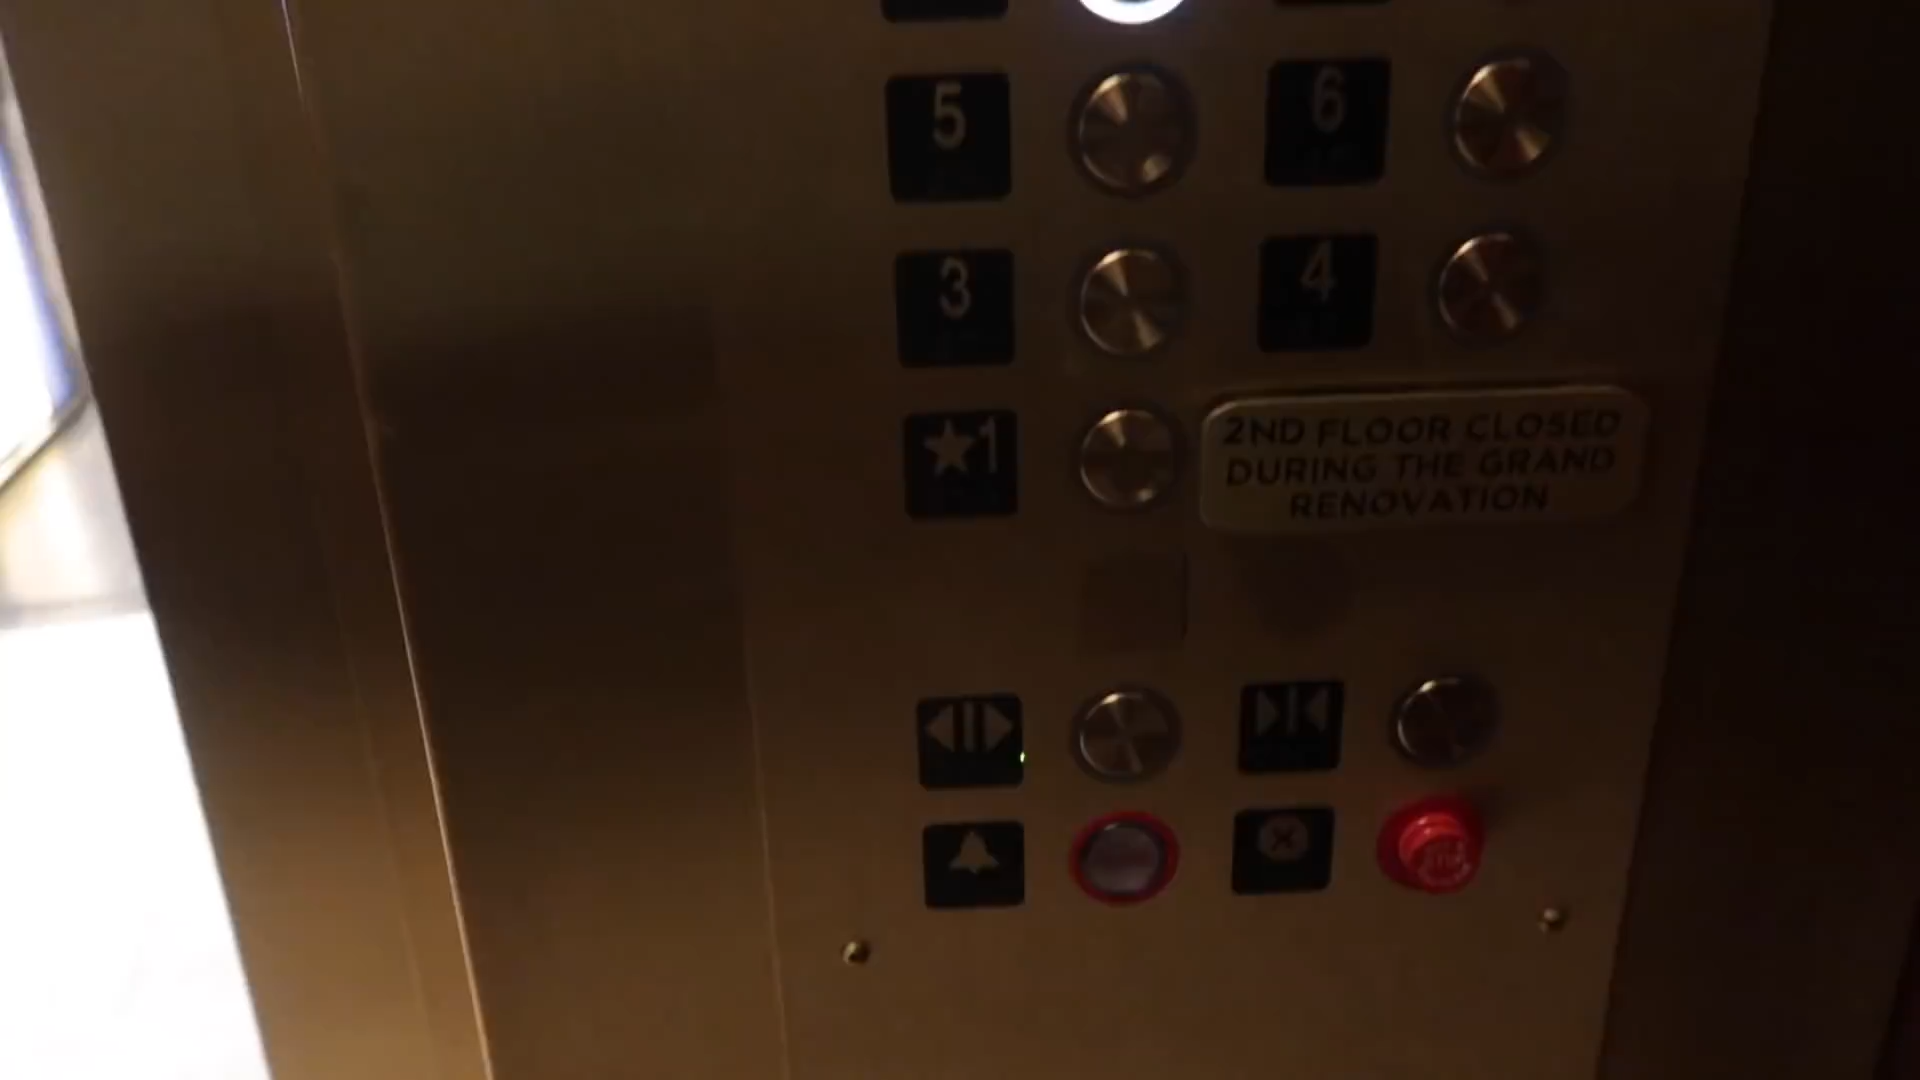 5
6
3
4
★1
2ND FLOOR CLOSED
DURING THE GRAND
RENOVATION